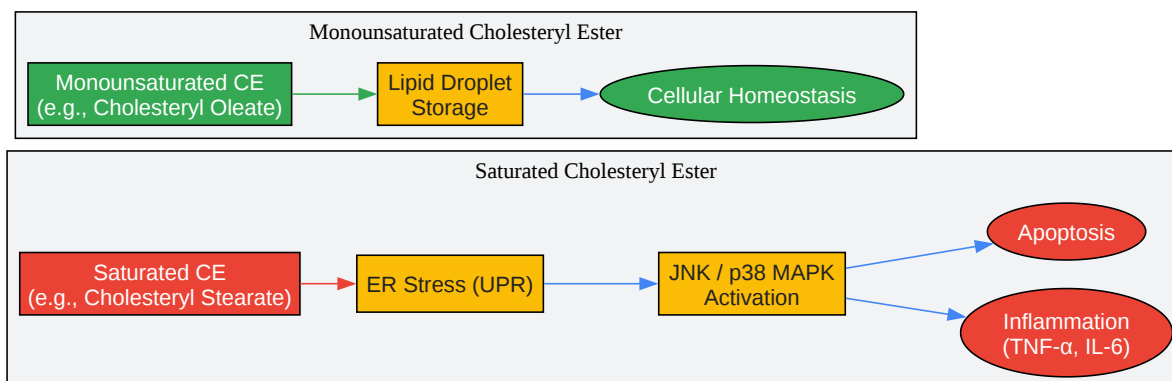 Monounsaturated Cholesteryl Ester
Monounsaturated CE
(e.g., Cholesteryl Oleate)
Lipid Droplet
Storage
Cellular Homeostasis
Saturated Cholesteryl Ester
Saturated CE
(e.g., Cholesteryl Stearate)
ER Stress (UPR)
JNK / p38 MAPK
Activation
Apoptosis
Inflammation
(TNF-α, IL-6)